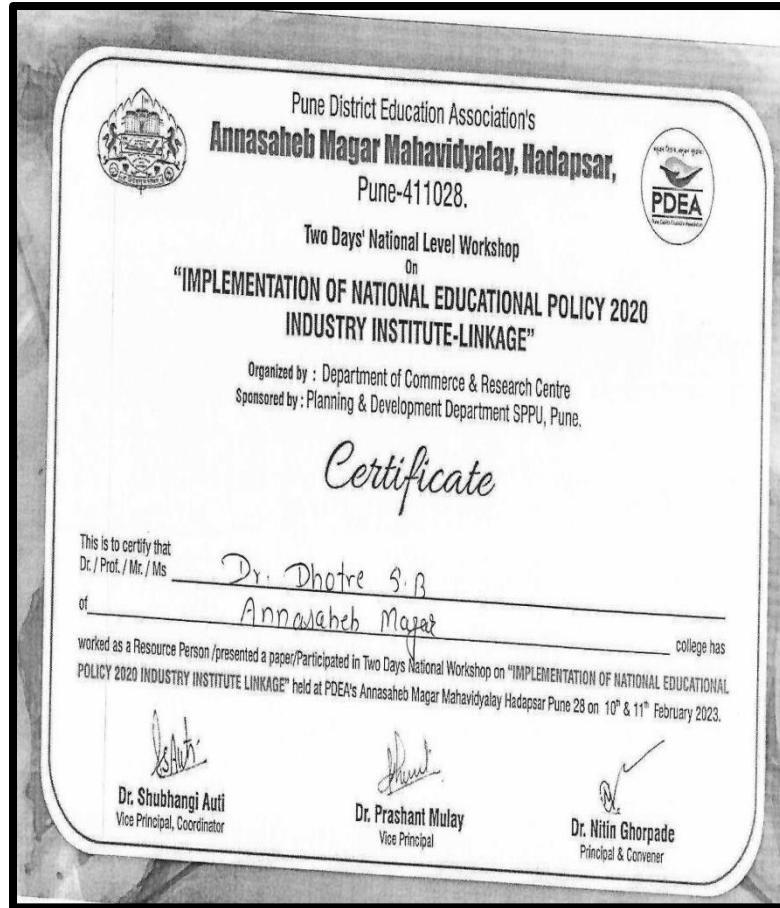 Pune District Education Association's
Annasaheb Magar Mahavidyalay, Hadapsar,
Pune-411028.
PDEA
Two Days' National Level Workshop
On
"IMPLEMENTATION OF NATIONAL EDUCATIONAL POLICY 2020
INDUSTRY INSTITUTE-LINKAGE"
Organized by : Department of Commerce & Research Centre
Sponsored by : Planning & Development Department SPPU, Pune.
Certificate
This is to certify that
Dr. / Prof. / Mr. / Ms Dr. Dhotre S.B
of Annasaheb Magar college has
worked as a Resource Person /presented a paper/Participated in Two Days National Workshop on "IMPLEMENTATION OF NATIONAL EDUCATIONAL
POLICY 2020 INDUSTRY INSTITUTE LINKAGE" held at PDEA's Annasaheb Magar Mahavidyalay Hadapsar Pune 28 on 10th & 11th February 2023.
Dr. Shubhangi Auti
Vice Principal, Coordinator
Dr. Prashant Mulay
Vice Principal
Dr. Nitin Ghorpade
Principal & Convener